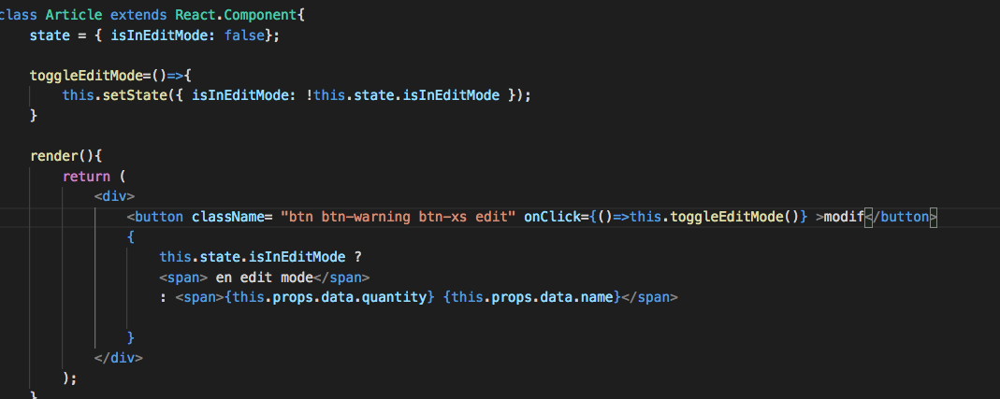 class Article extends React.Component{
state = { isInEditMode: false};
toggleEditMode=()=>{
this.setState({ isInEditMode: !this.state.isInEditMode });
}
render(){
return (
<div>
<button className= "btn btn-warning btn-xs edit" onClick={()=>this.toggleEditMode()} >modif</button>
{
this.state.isInEditMode ?
<span> en edit mode</span>
: <span>{this.props.data.quantity} {this.props.data.name}</span>
}
</div>
);
}